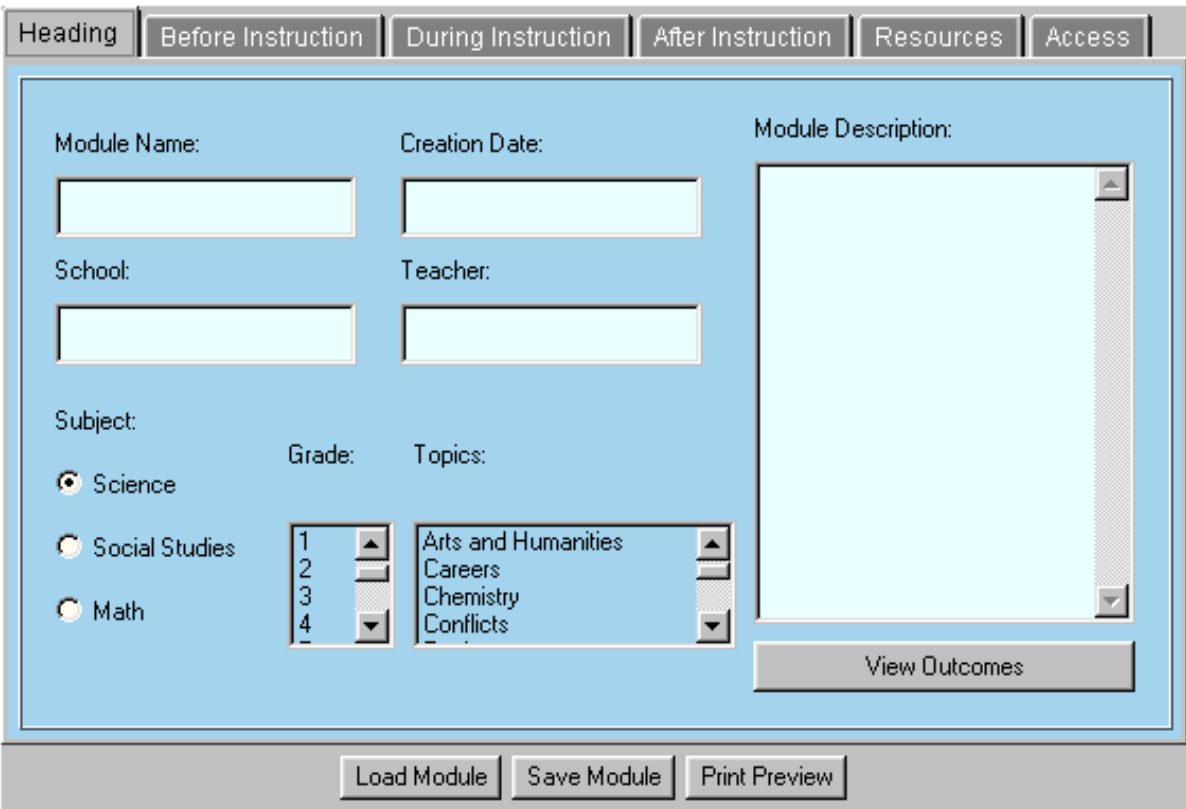 Heading
Before Instruction
During Instruction
After Instruction
Resources
Access
Module Name:
Creation Date:
Module Description:
School:
Teacher:
Subject:
Science
Social Studies
Math
Grade:
1
2
3
4
Topics:
Arts and Humanities
Careers
Chemistry
Conflicts
View Outcomes
Load Module
Save Module
Print Preview